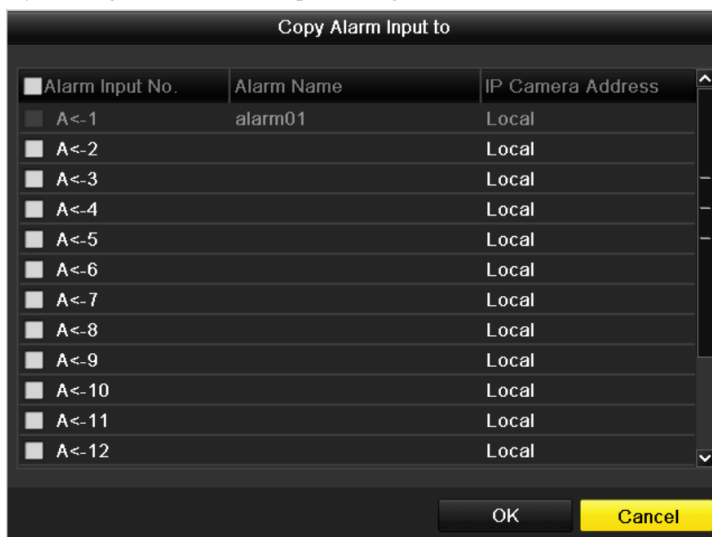 Copy Alarm Input to
Alarm Input No. Alarm Name IP Camera Address
A<-1 alarm01 Local
A<-2 Local
A<-3 Local
A<-4 Local
A<-5 Local
A<-6 Local
A<-7 Local
A<-8 Local
A<-9 Local
A<-10 Local
A<-11 Local
A<-12 Local
OK Cancel